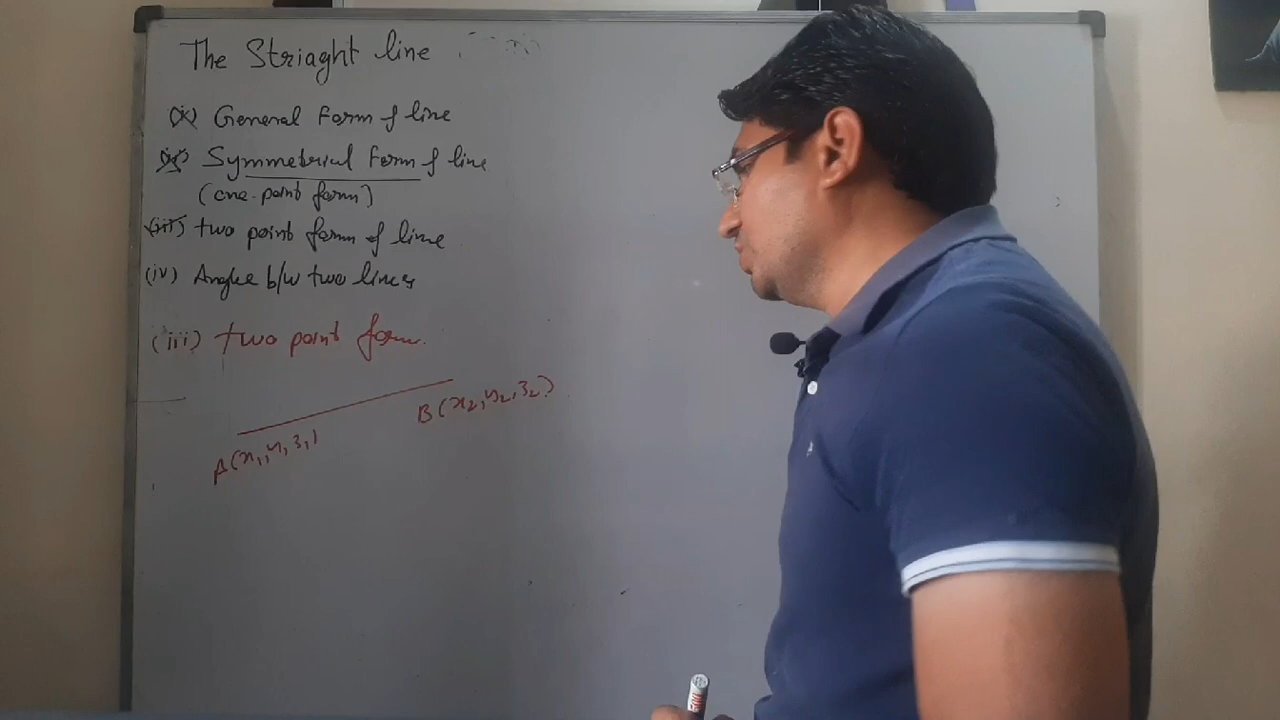 The Striaght line
(ii) General Form of line
Symmetrical form of line
(one point form)
(iii) two point form of line
(iv) Angle b/w two lines
(iii) two point form.
B(x₂, y₂, z₂)
A(x₁, y₁, z₁)